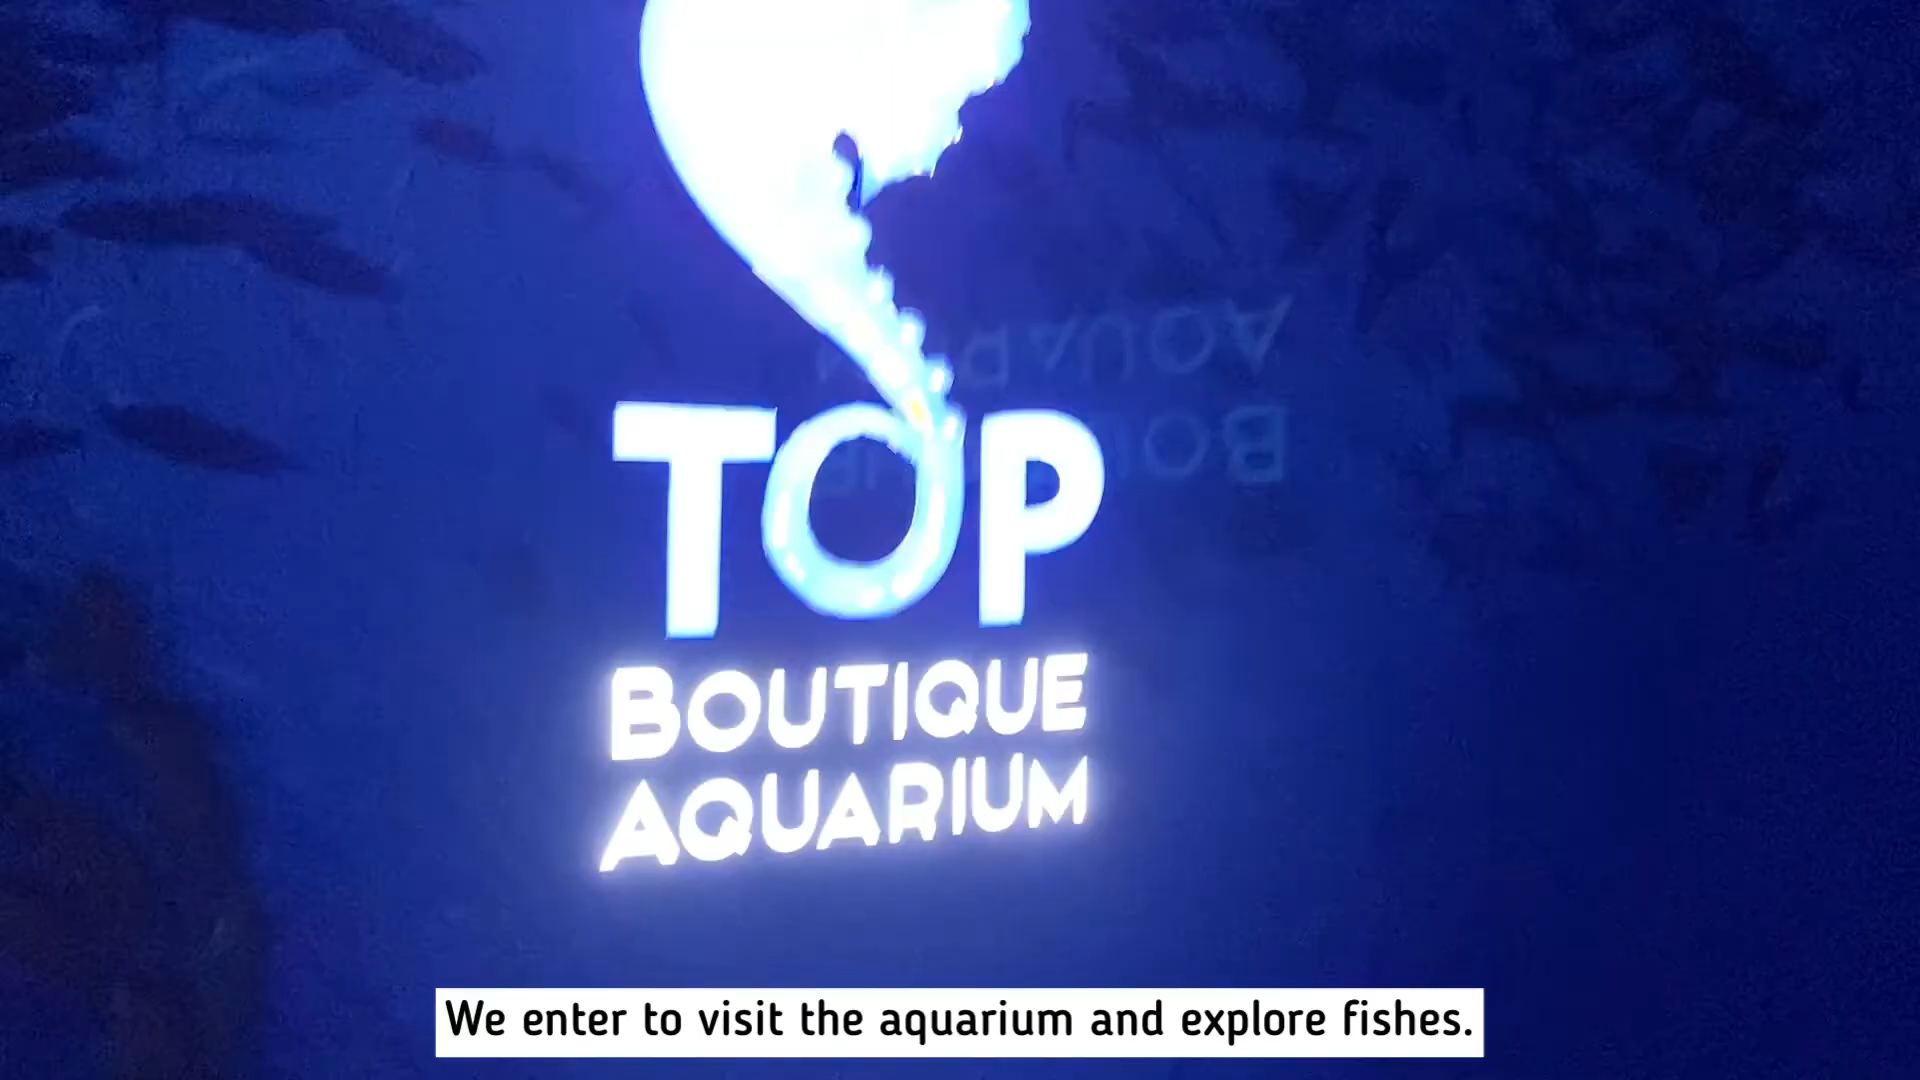 TOP
BOUTIQUE
AQUARIUM
We enter to visit the aquarium and explore fishes.